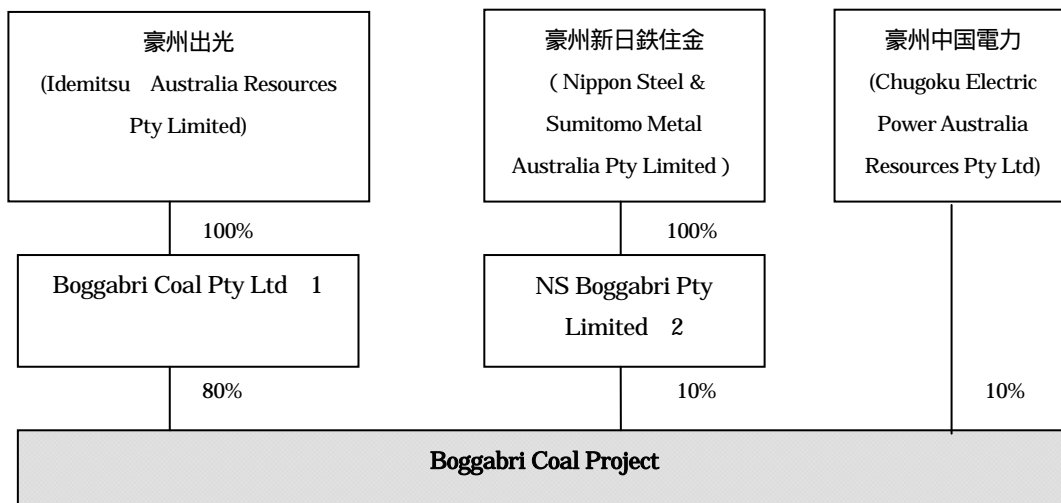 豪州出光
(Idemitsu Australia Resources
Pty Limited)
豪州新日鉄住金
( Nippon Steel &
Sumitomo Metal
Australia Pty Limited )
豪州中国電力
(Chugoku Electric
Power Australia
Resources Pty Ltd)
100%
100%
Boggabri Coal Pty Ltd 1
NS Boggabri Pty
Limited 2
80%
10%
10%
Boggabri Coal Project